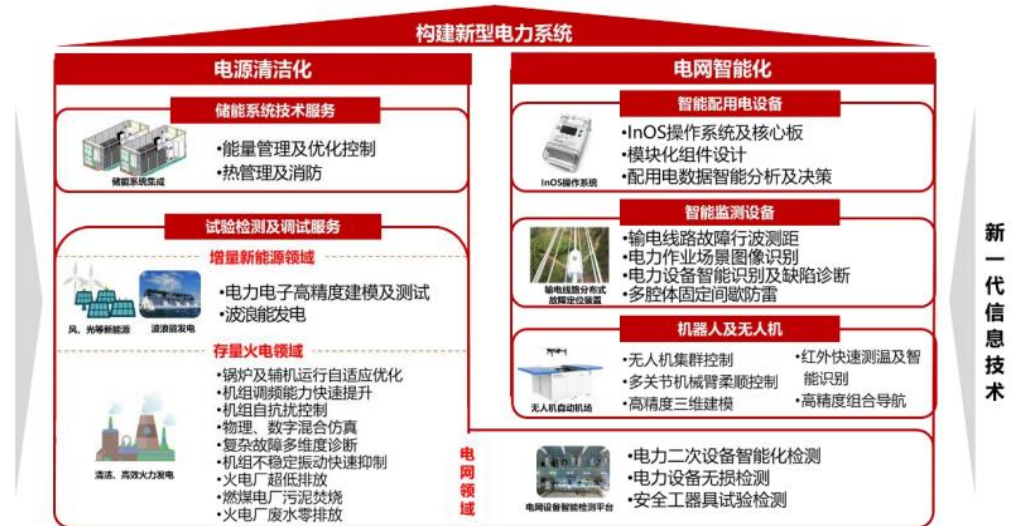 构建新型电力系统
电源清洁化
储能系统技术服务
储能系统集成
•能量管理及优化控制
•热管理及消防
试验检测及调试服务
增量新能源领域
风、光等新能源
波浪能发电
•电力电子高精度建模及测试
•波浪能发电
存量火电领域
清洁、高效火力发电
•锅炉及辅机运行自适应优化
•机组调频能力快速提升
•机组自抗扰控制
•物理、数字混合仿真
•复杂故障多维度诊断
•机组不稳定振动快速抑制
•火电厂超低排放
•燃煤电厂污泥焚烧
•火电厂废水零排放
电网领域
电网设备智能检测平台
•电力二次设备智能化检测
•电力设备无损检测
•安全工器具试验检测
电网智能化
智能配用电设备
InOS操作系统
•InOS操作系统及核心板
•模块化组件设计
•配用电数据智能分析及决策
智能监测设备
输电线路分布式
故障定位装置
•输电线路故障行波测距
•电力作业场景图像识别
•电力设备智能识别及缺陷诊断
•多腔体固定间歇防雷
机器人及无人机
无人机自动机场
•无人机集群控制
•多关节机械臂柔顺控制
•高精度三维建模
•红外快速测温及智
能识别
•高精度组合导航
新一代信息技术